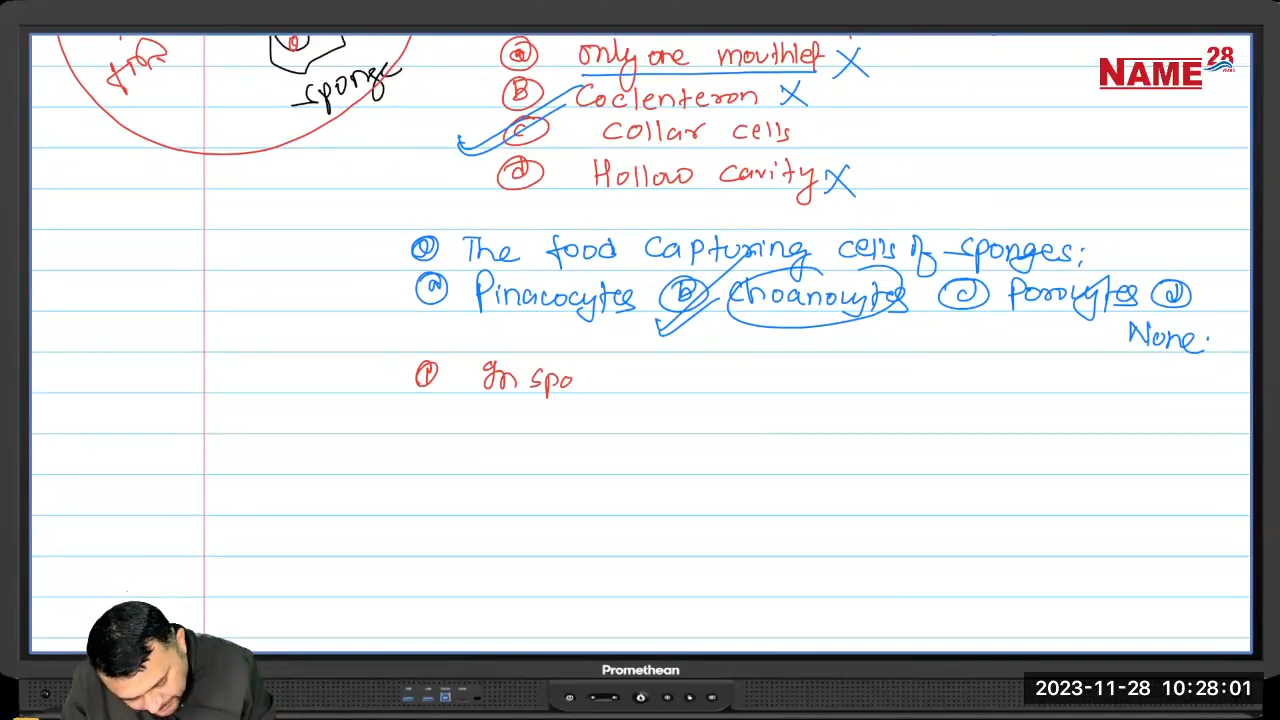 NAME 28
ⓐ only one mouthlet X
Sponge
ⓑ Coclenteron X
ⓒ Collar cells
ⓓ Hollow cavity X
Q The food capturing cells of sponges:
ⓐ Pinacocytes ⓑ choanocytes ⓒ Porocytes ⓓ
None.
Q In spo
Promethean
2023-11-28 10:28:01